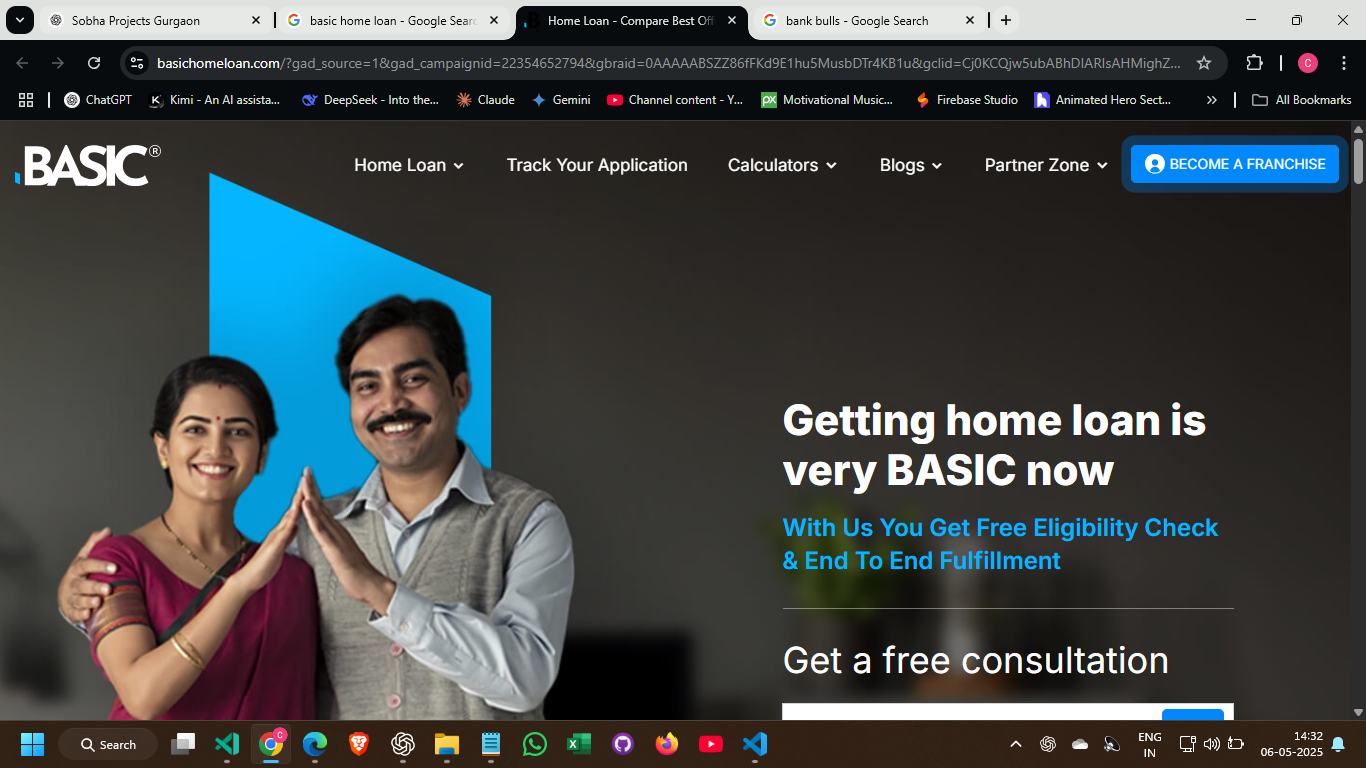 Sobha Projects Gurgaon
basic home loan - Google Searc
Home Loan - Compare Best Off
bank bulls - Google Search
basichomeloan.com/?gad_source=1&gad_campaignid=22354652794&gbraid=0AAAAABSZZ86fFKd9E1hu5MusbDTr4KB1u&gclid=Cj0KCQjw5ubABhDIARIsAHMighZ...
C
ChatGPT
Kimi - An AI assista...
DeepSeek - Into the...
Claude
Gemini
Channel content - Y...
Motivational Music...
Firebase Studio
Animated Hero Sect...
All Bookmarks
BASIC®
Home Loan
Track Your Application
Calculators
Blogs
Partner Zone
BECOME A FRANCHISE
Getting home loan is
very BASIC now
With Us You Get Free Eligibility Check
& End To End Fulfillment
Get a free consultation
Search
ENG
IN
14:32
06-05-2025